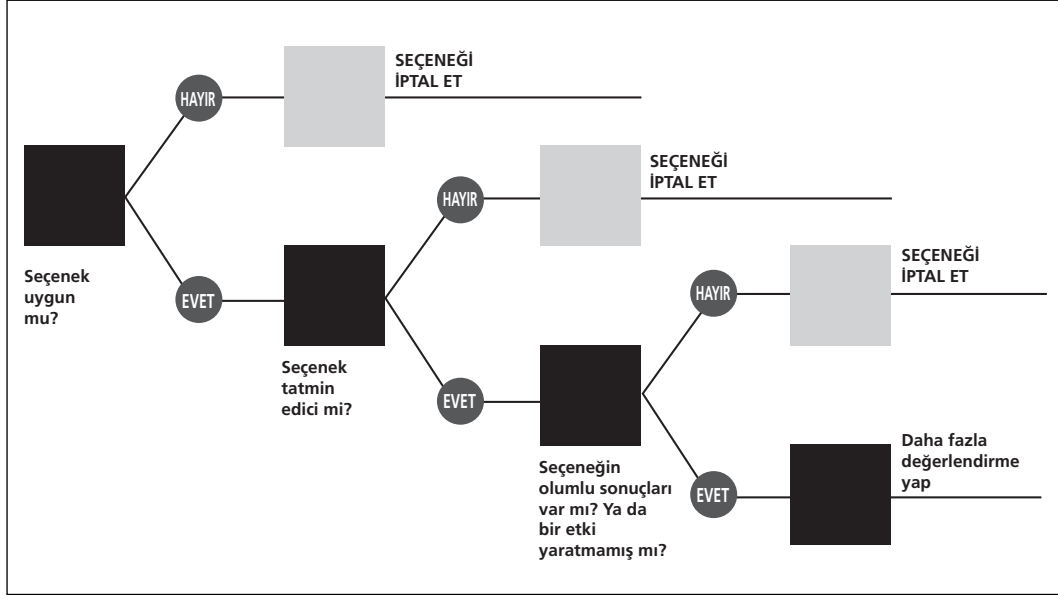 SEÇENEĞİ
İPTAL ET
HAYIR
SEÇENEĞİ
İPTAL ET
HAYIR
SEÇENEĞİ
İPTAL ET
Seçenek
uygun
mu?
EVET
HAYIR
Seçenek
tatmin
edici mi?
EVET
Daha fazla
değerlendirme
yap
Seçeneğin
olumlu sonuçları
var mı? Ya da
bir etki
yaratmamış mı?
EVET